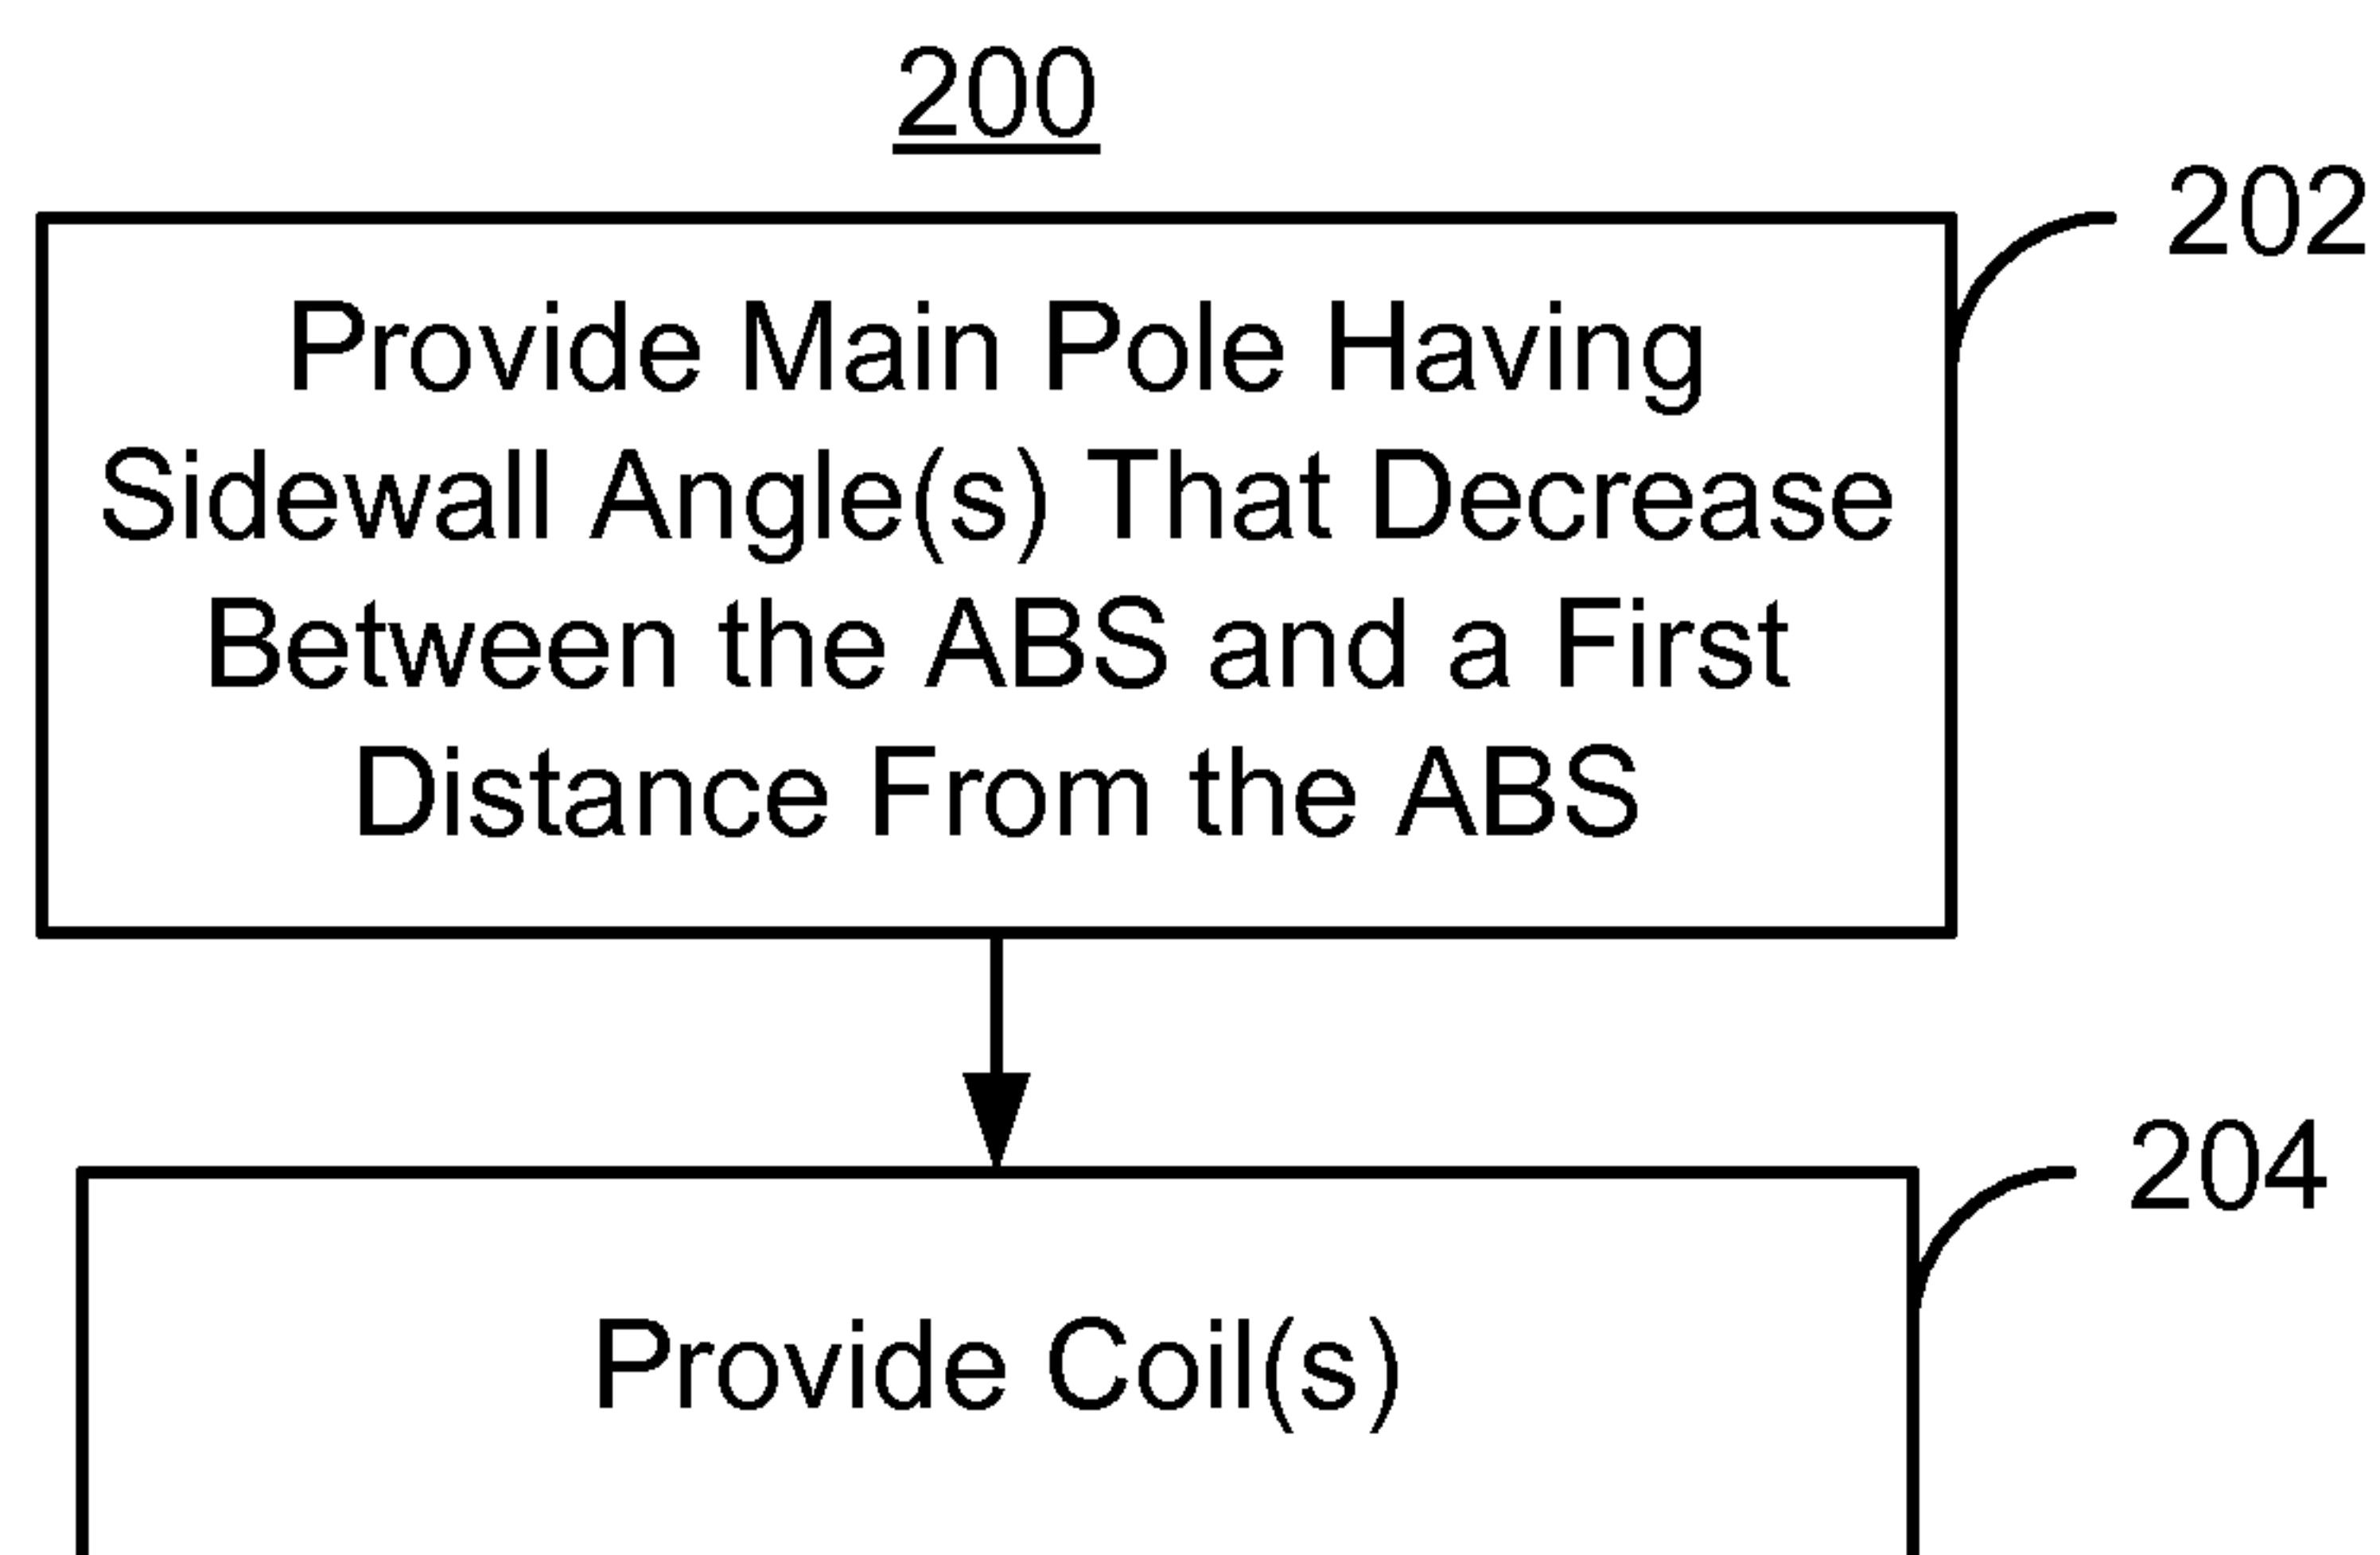 200
202
Provide Main Pole Having
Sidewall Angle(s) That Decrease
Between the ABS and a First
Distance From the ABS
204
Provide Coil(s)